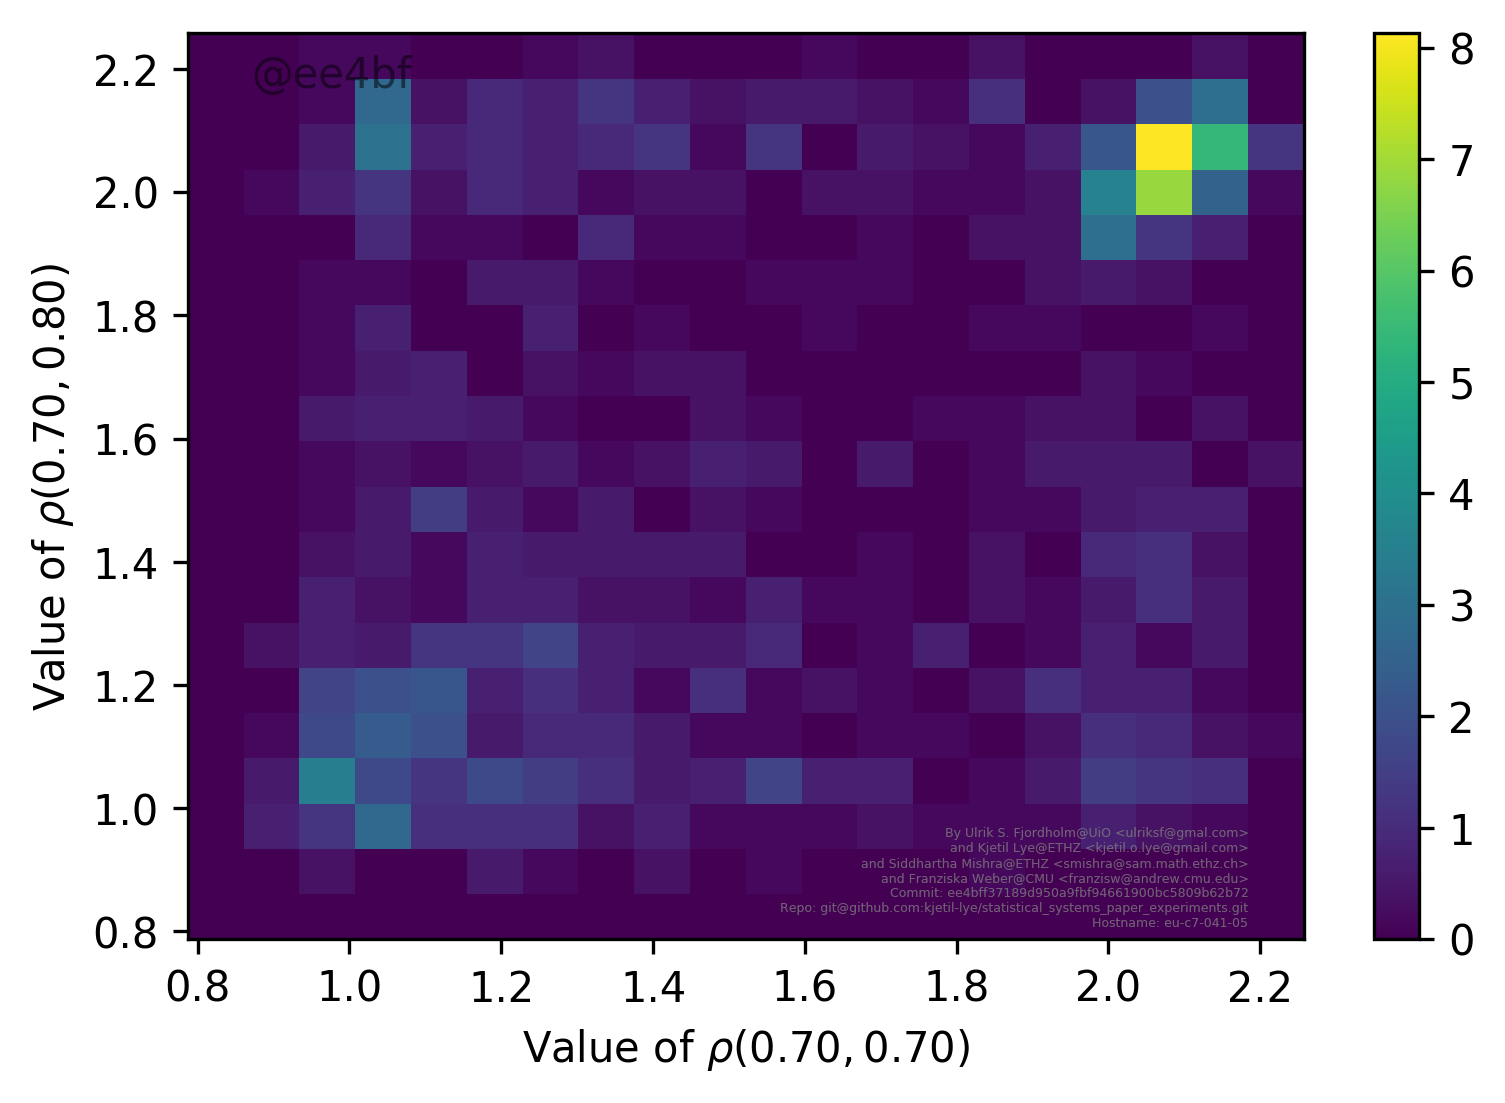 @ee4bf
2.2
2.0
1.8
1.6
1.4
1.2
1.0
0.8
Value of ρ(0.70, 0.80)
0.8 1.0 1.2 1.4 1.6 1.8 2.0 2.2
Value of ρ(0.70, 0.70)
8
7
6
5
4
3
2
1
0
By Ulrik S. Fjordholm@UiO <ulriksf@gmal.com>
and Kjetil Lye@ETHZ <kjetil.o.lye@gmail.com>
and Siddhartha Mishra@ETHZ <smishra@sam.math.ethz.ch>
and Franziska Weber@CMU <franzisw@andrew.cmu.edu>
Commit: ee4bff37189d950a9fbf94661900bc5809b62b72
Repo: git@github.com:kjetil-lye/statistical_systems_paper_experiments.git
Hostname: eu-c7-041-05